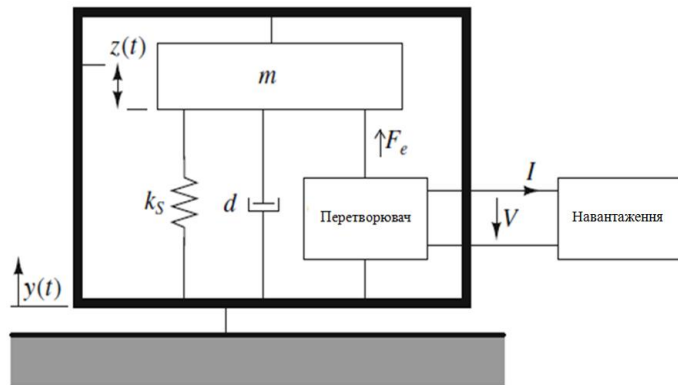 z(t)
m
F_e
I
k_S
d
Перетворювач
V
Навантаження
y(t)